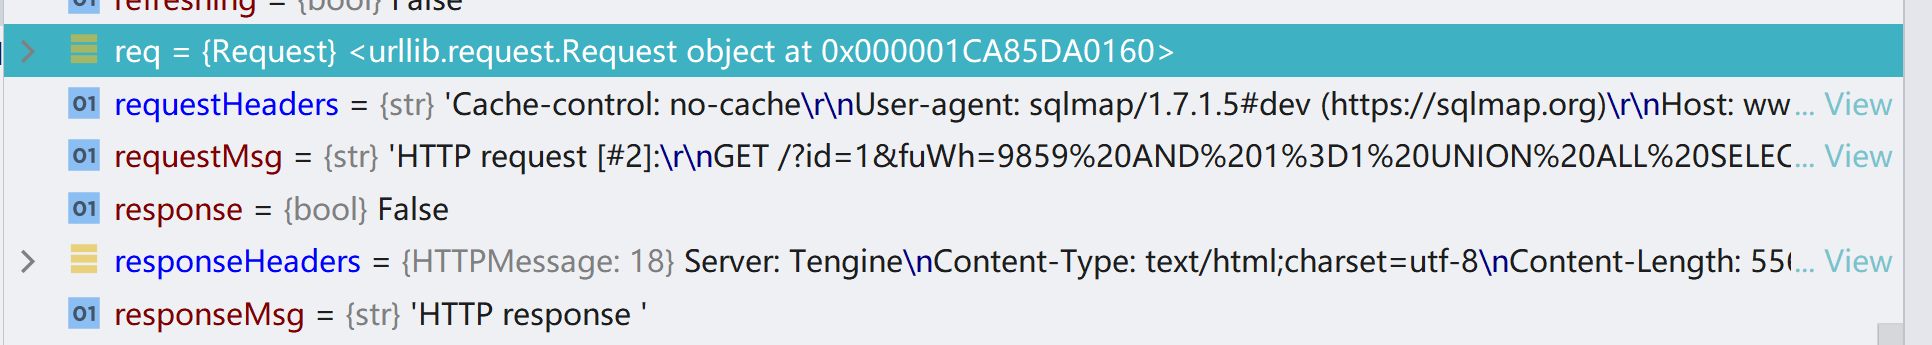 01 refreshing = {bool} False
req = {Request} <urllib.request.Request object at 0x000001CA85DA0160>
01 requestHeaders = {str} 'Cache-control: no-cache\r\nUser-agent: sqlmap/1.7.1.5#dev (https://sqlmap.org)\r\nHost: ww... View
01 requestMsg = {str} 'HTTP request [#2]:\r\nGET /?id=1&fuWh=9859%20AND%201%3D1%20UNION%20ALL%20SELEC... View
01 response = {bool} False
responseHeaders = {HTTPMessage: 18} Server: Tengine\nContent-Type: text/html;charset=utf-8\nContent-Length: 556... View
01 responseMsg = {str} 'HTTP response '